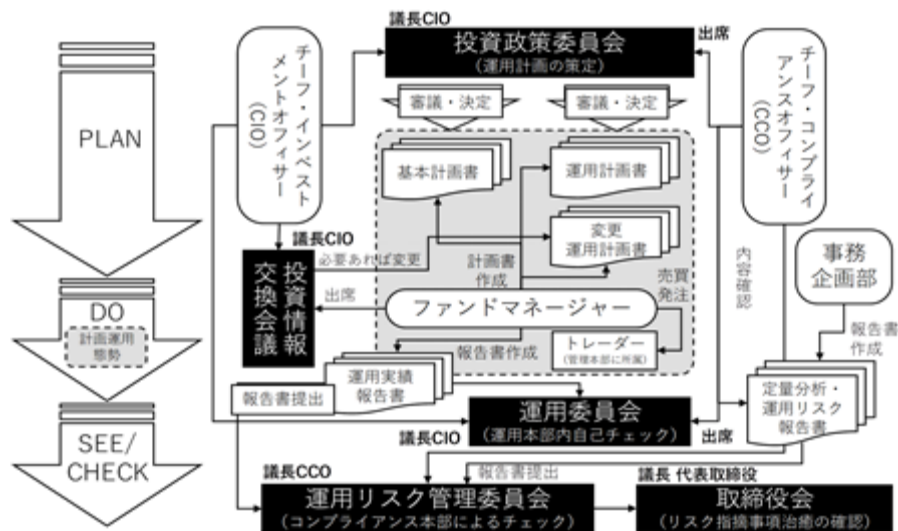 議長CIO
投資政策委員会
(運用計画の策定)
出席
チーフ・インベスト
メントオフィサー
(CIO)
チーフ・コンプライ
アンスオフィサー
(CCO)
PLAN
審議・決定
審議・決定
基本計画書
運用計画書
変更
運用計画書
議長CIO
必要あれば変更
計画書
作成
売買
発注
内容確認
事務
企画部
投資情報
交換会議
出席
ファンドマネージャー
DO
計画運用
態勢
報告書作成
トレーダー
(管理本部に所属)
報告書
作成
運用実績
報告書
報告書提出
定量分析・
運用リスク
報告書
運用委員会
(運用本部内自己チェック)
議長CIO
出席
SEE/
CHECK
議長CCO
報告書提出
議長 代表取締役
運用リスク管理委員会
(コンプライアンス本部によるチェック)
取締役会
(リスク指摘事項治癒の確認)